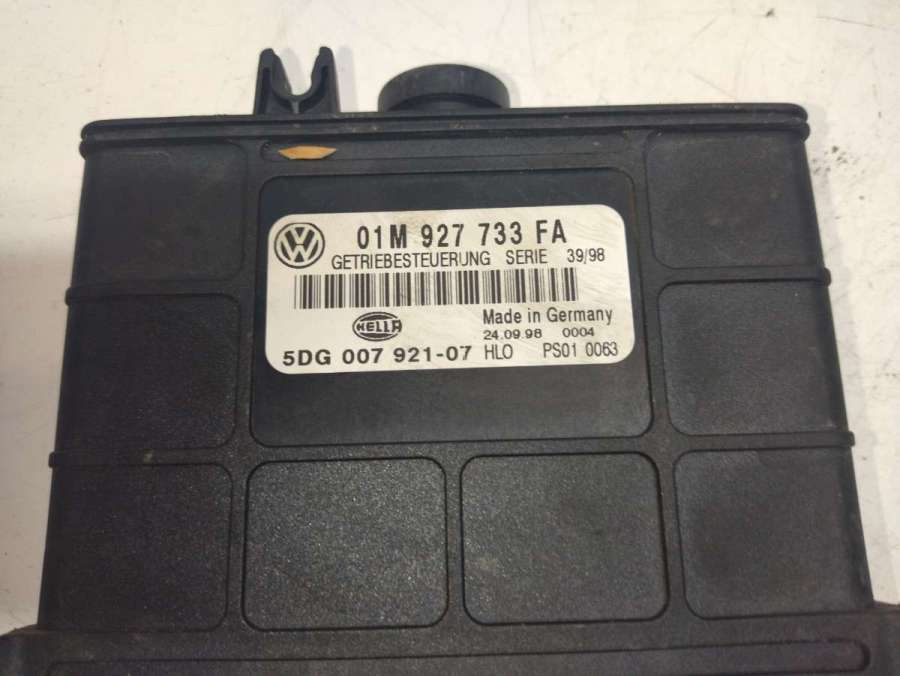 01M 927 733 FA
GETRIEBESTEUERUNG SERIE 39/98
HELLA
Made in Germany
24.09.98 0004
5DG 007 921-07 HLO PS01 0063